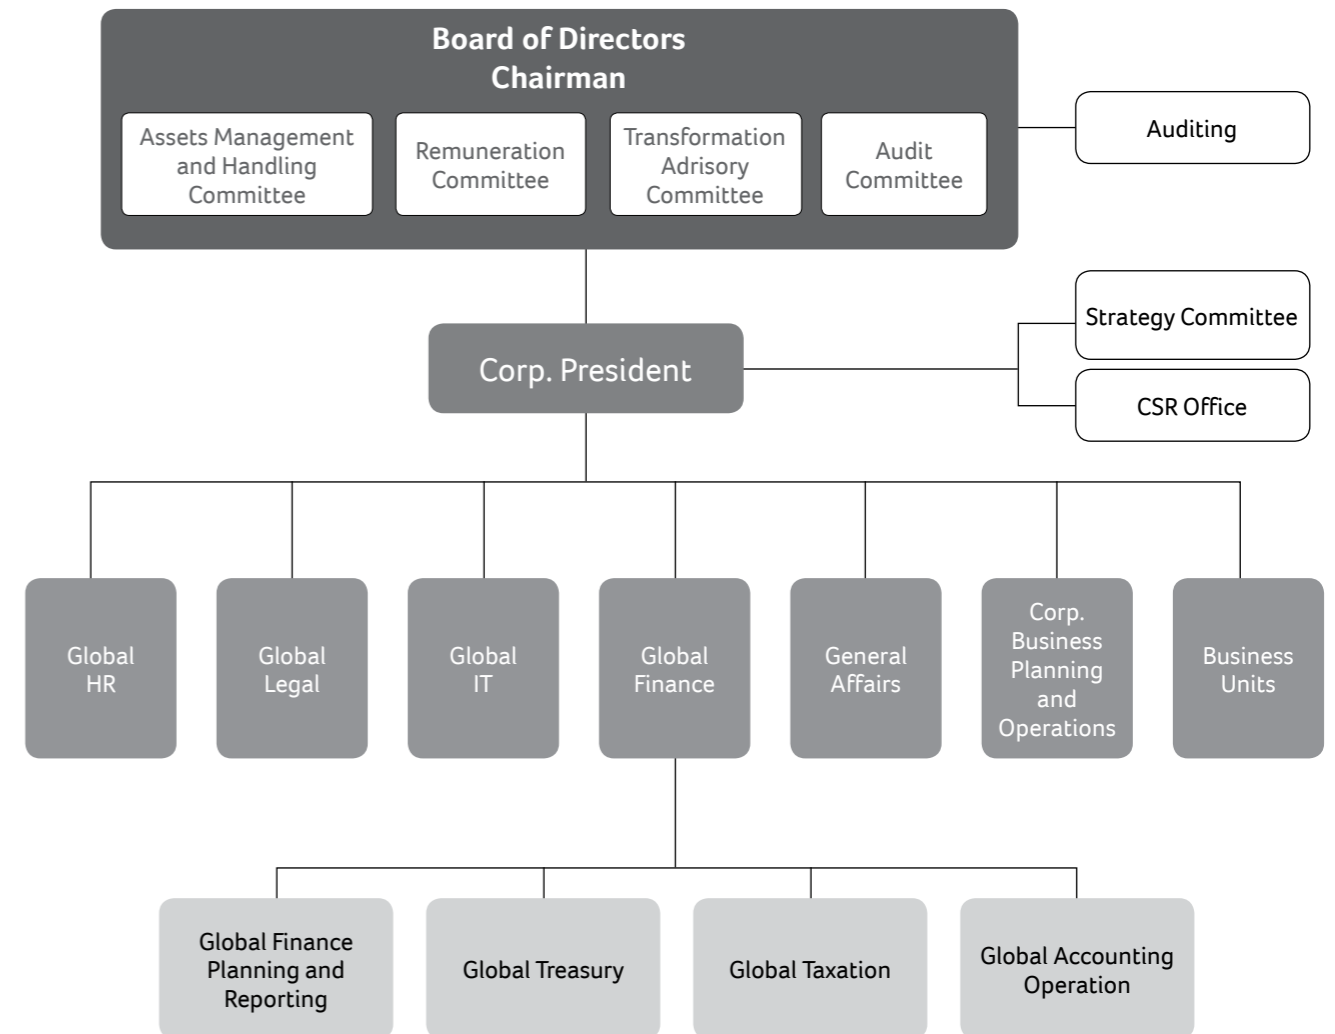 Board of Directors
Chairman
Assets Management
and Handling
Committee
Remuneration
Committee
Transformation
Adrisory
Committee
Audit
Committee
Auditing
Corp. President
Strategy Committee
CSR Office
Global
HR
Global
Legal
Global
IT
Global
Finance
General
Affairs
Corp.
Business
Planning
and
Operations
Business
Units
Global Finance
Planning and
Reporting
Global Treasury
Global Taxation
Global Accounting
Operation